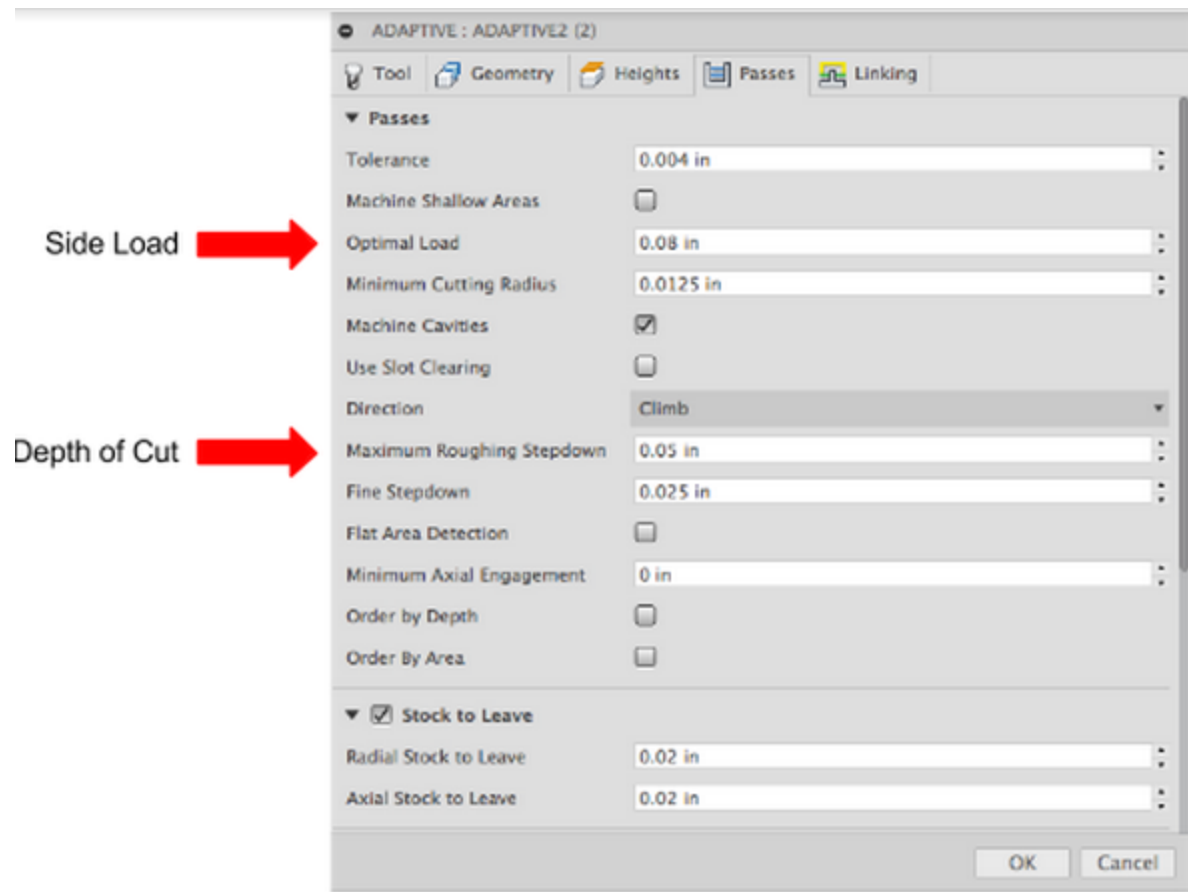 ADAPTIVE : ADAPTIVE2 (2)
Tool Geometry Heights Passes Linking
Passes
Tolerance 0.004 in
Machine Shallow Areas
Side Load Optimal Load 0.08 in
Minimum Cutting Radius 0.0125 in
Machine Cavities
Use Slot Clearing
Direction Climb
Depth of Cut Maximum Roughing Stepdown 0.05 in
Fine Stepdown 0.025 in
Flat Area Detection
Minimum Axial Engagement 0 in
Order by Depth
Order By Area
Stock to Leave
Radial Stock to Leave 0.02 in
Axial Stock to Leave 0.02 in
OK Cancel